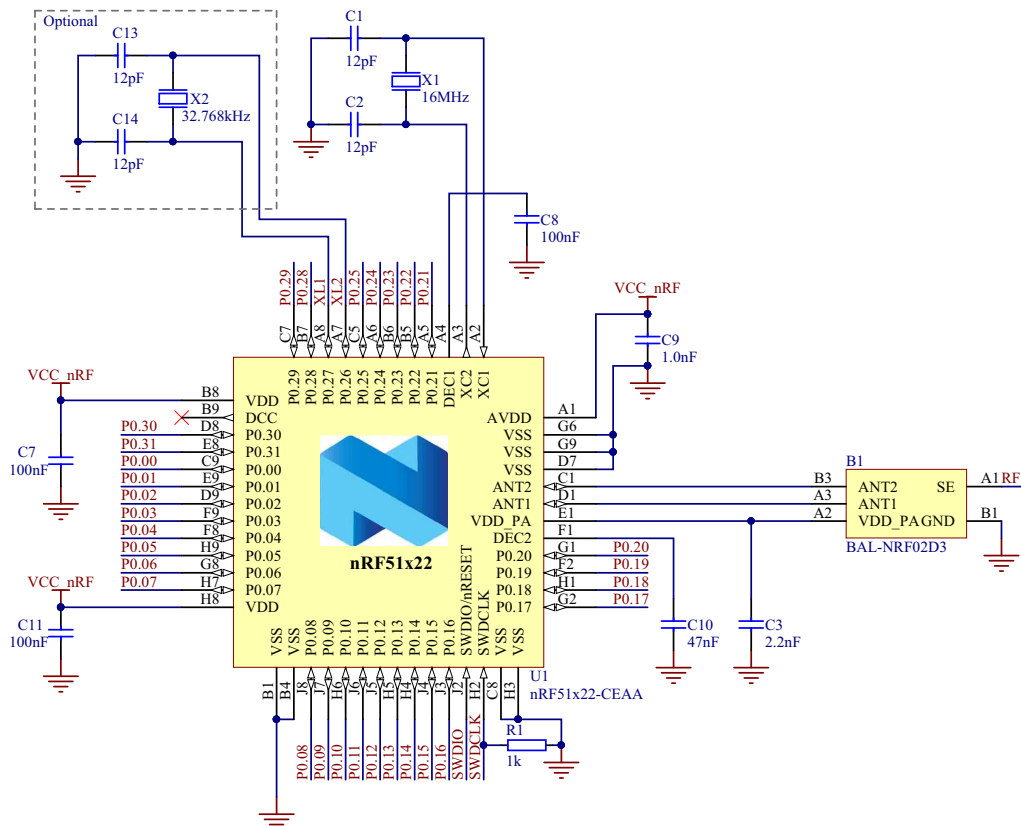 Optional
C13
12pF
X2
32.768kHz
C14
12pF
C1
12pF
X1
16MHz
C2
12pF
C8
100nF
P0.29
P0.28
XL1
XL2
P0.25
P0.24
P0.23
P0.22
P0.21
C7
B7
A8
A7
C5
A6
B6
B5
A5
A4
A3
A2
P0.29
P0.28
P0.27
P0.26
P0.25
P0.24
P0.23
P0.22
P0.21
DEC1
XC2
XC1
VCC_nRF
C9
1.0nF
VCC_nRF
C7
100nF
B8 VDD
B9 DCC
P0.30 D8 P0.30
P0.31 E8 P0.31
P0.00 C9 P0.00
P0.01 E9 P0.01
P0.02 D9 P0.02
P0.03 F9 P0.03
P0.04 F8 P0.04
P0.05 H9 P0.05
P0.06 G8 P0.06
P0.07 H7 P0.07
H8 VDD
VCC_nRF
C11
100nF
nRF51x22
AVDD A1
VSS G6
VSS G9
VSS D7
ANT2 C1
ANT1 D1
VDD_PA E1
DEC2 F1
P0.20 G1 P0.20
P0.19 F2 P0.19
P0.18 H1 P0.18
P0.17 G2 P0.17
B1
B3 ANT2 SE A1 RF
A3 ANT1
A2 VDD_PA GND B1
BAL-NRF02D3
C10
47nF
C3
2.2nF
VSS
VSS
P0.08
P0.09
P0.10
P0.11
P0.12
P0.13
P0.14
P0.15
P0.16
SWDIO/nRESET
SWDCLK
VSS
VSS
U1
nRF51x22-CEAA
B1
B4
J8
J7
H6
J6
J5
H5
H4
J4
J3
J2
H2
C8
H3
P0.08
P0.09
P0.10
P0.11
P0.12
P0.13
P0.14
P0.15
P0.16
SWDIO
SWDCLK
R1
1k